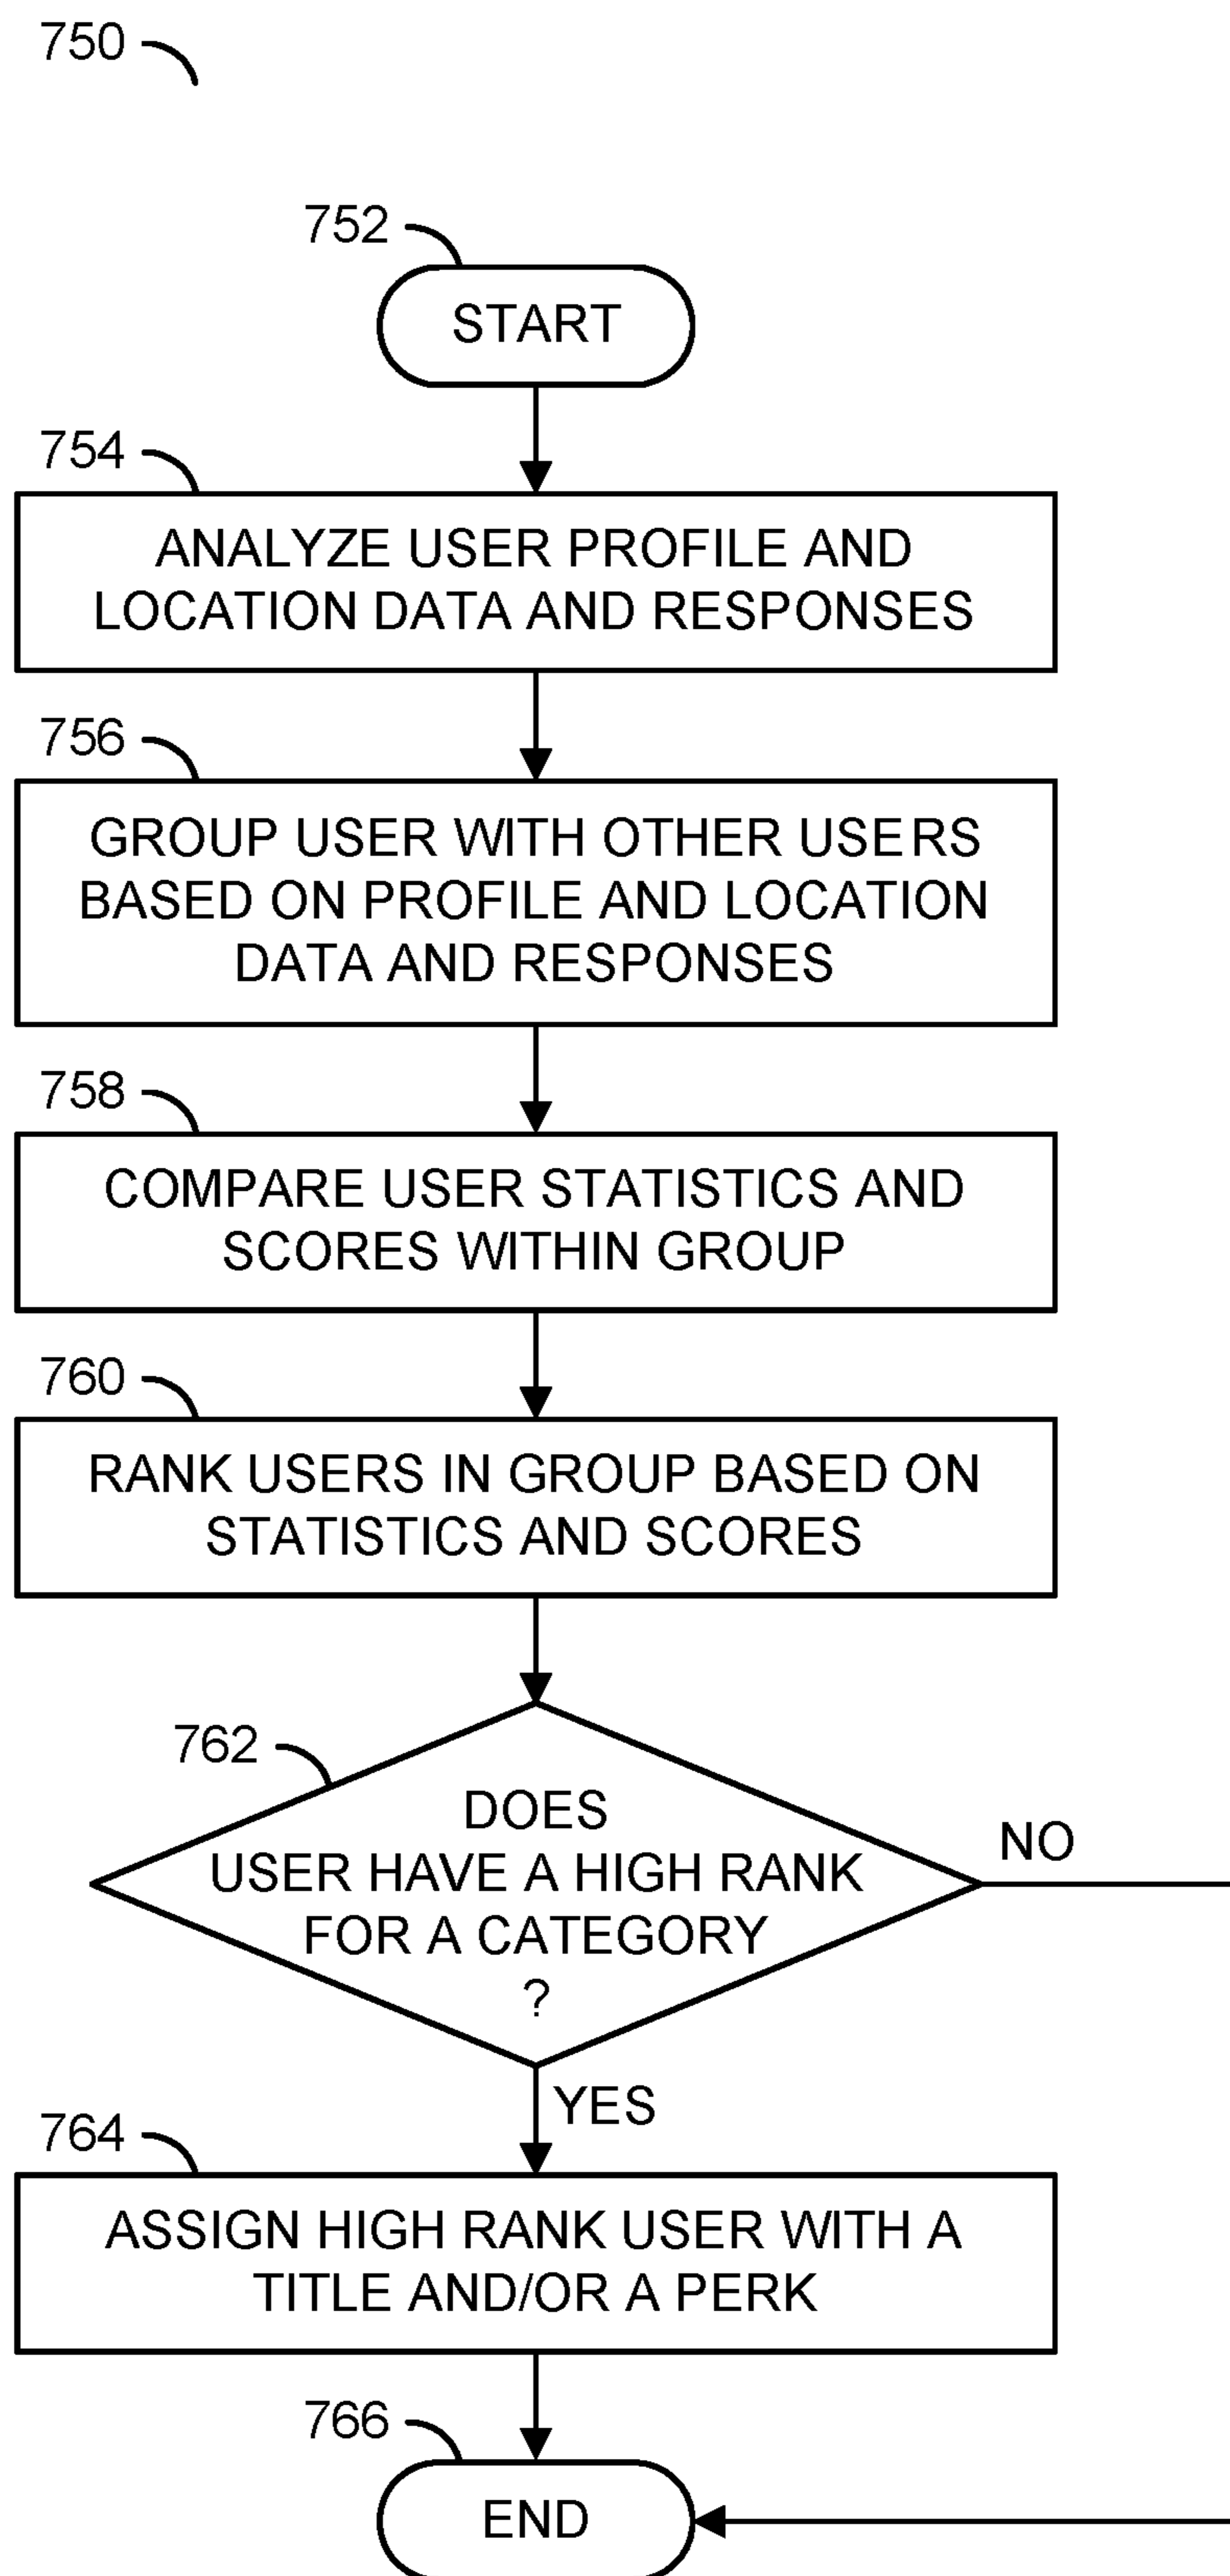 750
752
START
754
ANALYZE USER PROFILE AND
LOCATION DATA AND RESPONSES
756
GROUP USER WITH OTHER USERS
BASED ON PROFILE AND LOCATION
DATA AND RESPONSES
758
COMPARE USER STATISTICS AND
SCORES WITHIN GROUP
760
RANK USERS IN GROUP BASED ON
STATISTICS AND SCORES
762
DOES
USER HAVE A HIGH RANK
FOR A CATEGORY
?
NO
YES
764
ASSIGN HIGH RANK USER WITH A
TITLE AND/OR A PERK
766
END